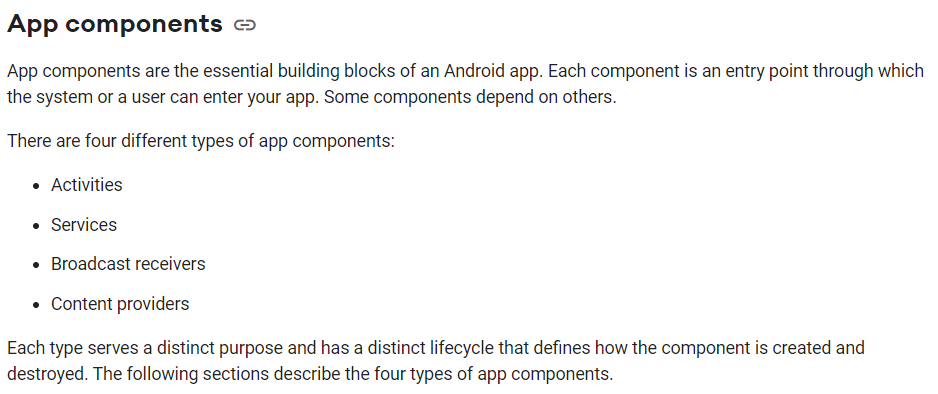 App components
App components are the essential building blocks of an Android app. Each component is an entry point through which
the system or a user can enter your app. Some components depend on others.
There are four different types of app components:
• Activities
• Services
• Broadcast receivers
• Content providers
Each type serves a distinct purpose and has a distinct lifecycle that defines how the component is created and
destroyed. The following sections describe the four types of app components.